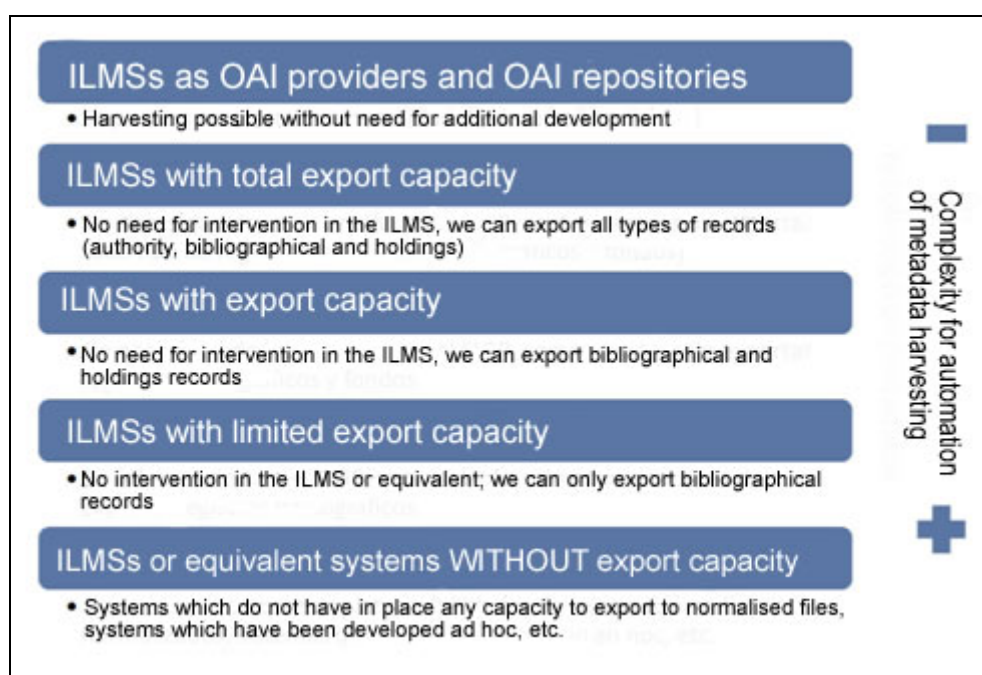 ILMSs as OAI providers and OAI repositories
• Harvesting possible without need for additional development
ILMSs with total export capacity
• No need for intervention in the ILMS, we can export all types of records
(authority, bibliographical and holdings)
ILMSs with export capacity
• No need for intervention in the ILMS, we can export bibliographical and
holdings records
ILMSs with limited export capacity
• No intervention in the ILMS or equivalent; we can only export bibliographical
records
ILMSs or equivalent systems WITHOUT export capacity
• Systems which do not have in place any capacity to export to normalised files,
systems which have been developed ad hoc, etc.
Complexity for automation
of metadata harvesting